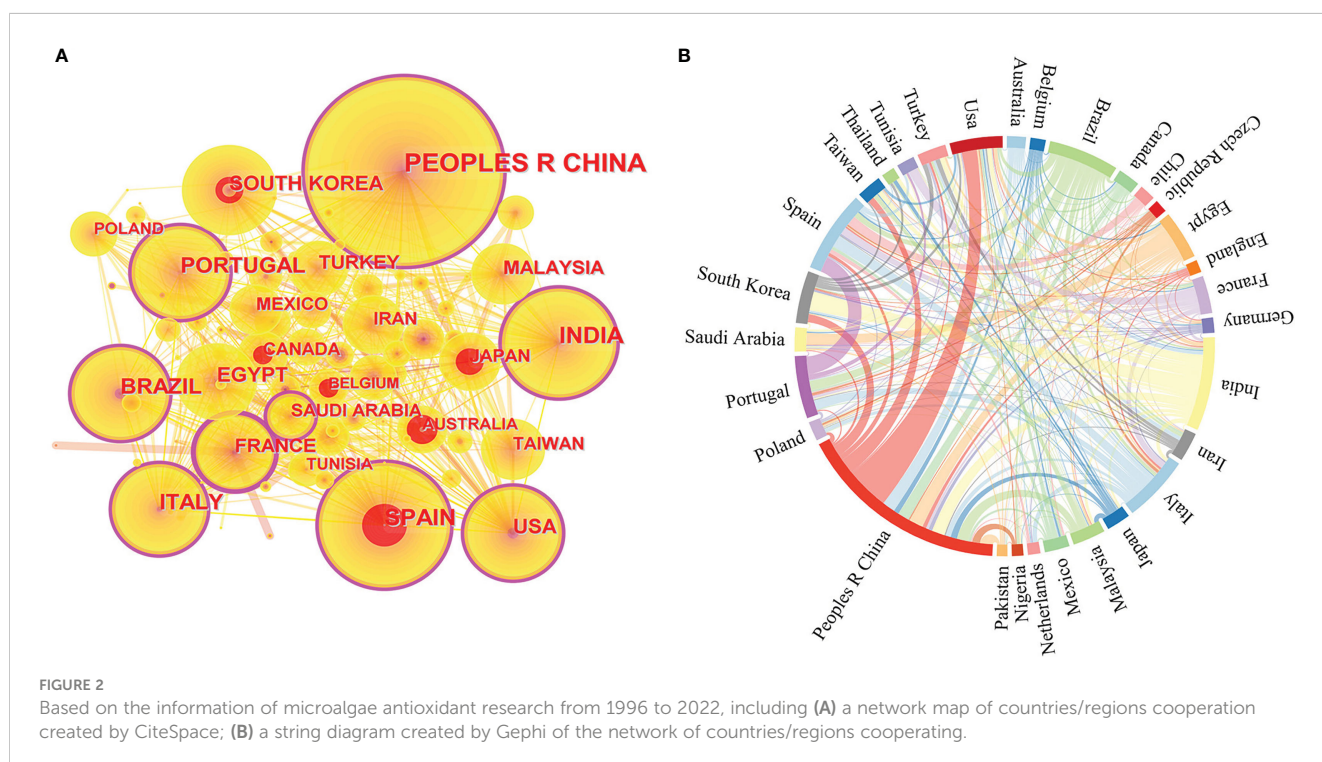 A
PEOPLES R CHINA
SOUTH KOREA
POLAND
PORTUGAL
TURKEY
MALAYSIA
MEXICO
IRAN
INDIA
CANADA
JAPAN
BRAZIL
EGYPT
BELGIUM
SAUDI ARABIA
AUSTRALIA
FRANCE
TAIWAN
TUNISIA
ITALY
SPAIN
USA
B
Australia
Belgium
Brazil
Canada
Chile
Czech Republic
Egypt
England
France
Germany
India
Iran
Italy
Japan
Malaysia
Mexico
Netherlands
Nigeria
Pakistan
Peoples R China
Poland
Portugal
Saudi Arabia
South Korea
Spain
Taiwan
Thailand
Tunisia
Turkey
Usa
FIGURE 2
Based on the information of microalgae antioxidant research from 1996 to 2022, including (A) a network map of countries/regions cooperation
created by CiteSpace; (B) a string diagram created by Gephi of the network of countries/regions cooperating.